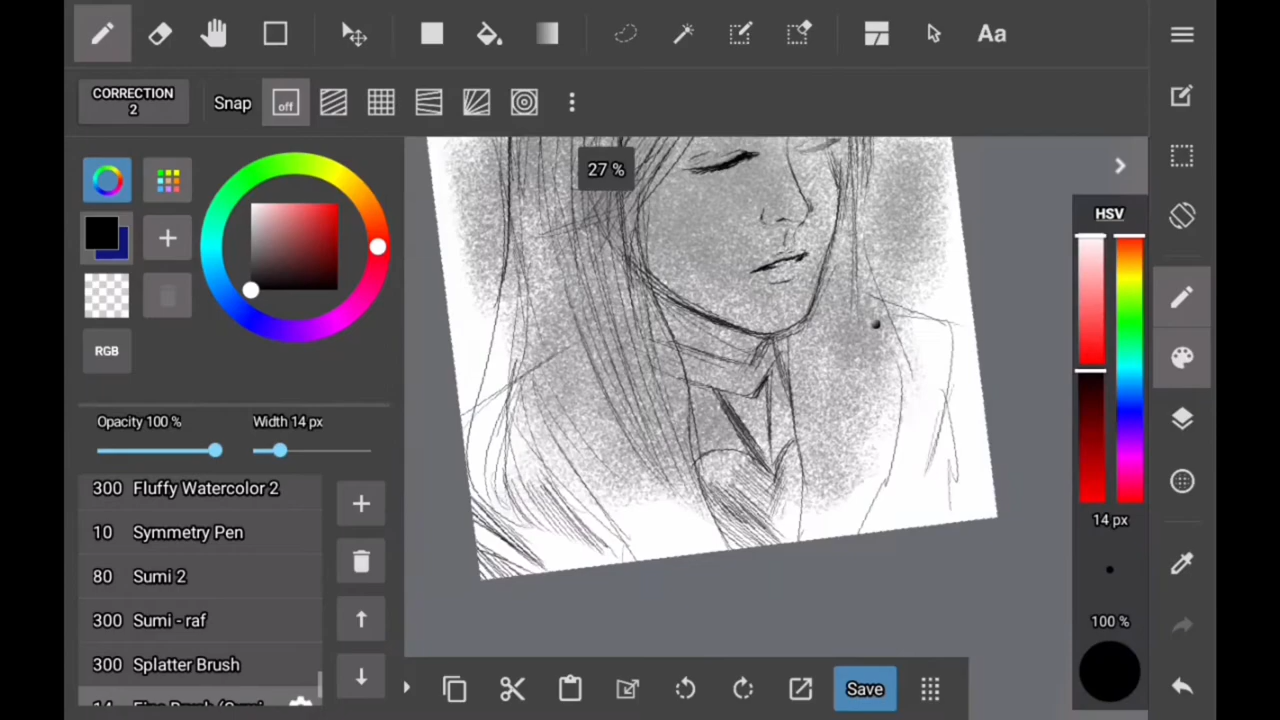 Aa
CORRECTION
2
Snap
off
27 %
HSV
RGB
Opacity 100 %
Width 14 px
300 Fluffy Watercolor 2
10 Symmetry Pen
80 Sumi 2
300 Sumi - raf
300 Splatter Brush
14 px
100 %
Save